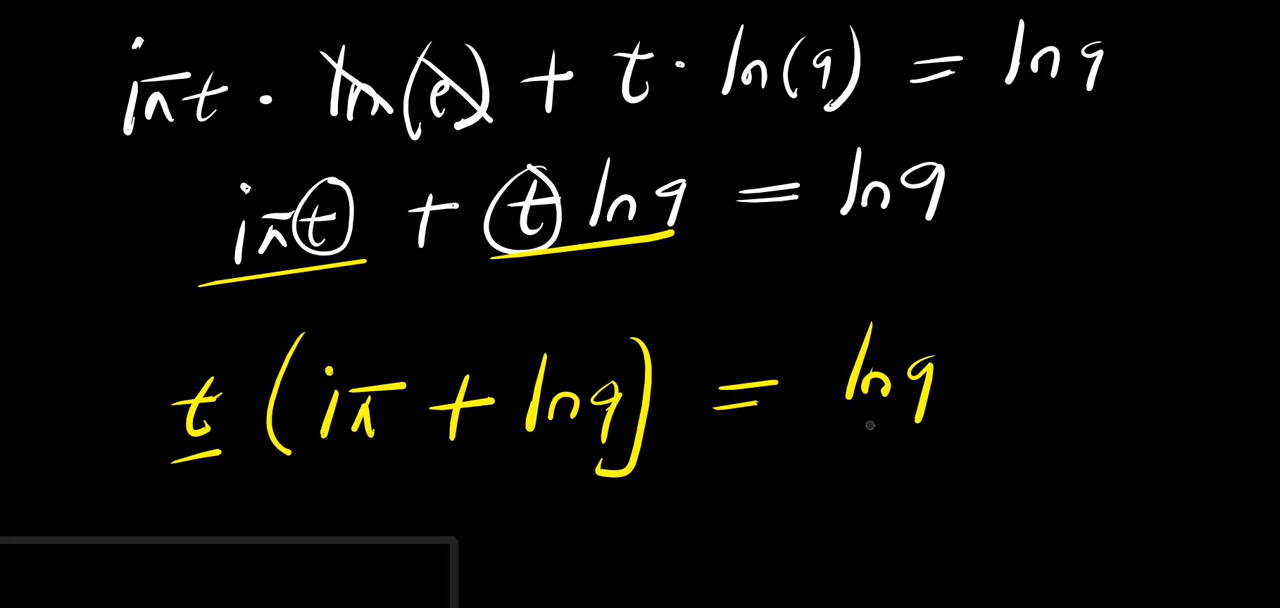 iπt · ln(e) + t · ln(9) = ln9
iπt + t ln9 = ln9
t (iπ + ln9) = ln9